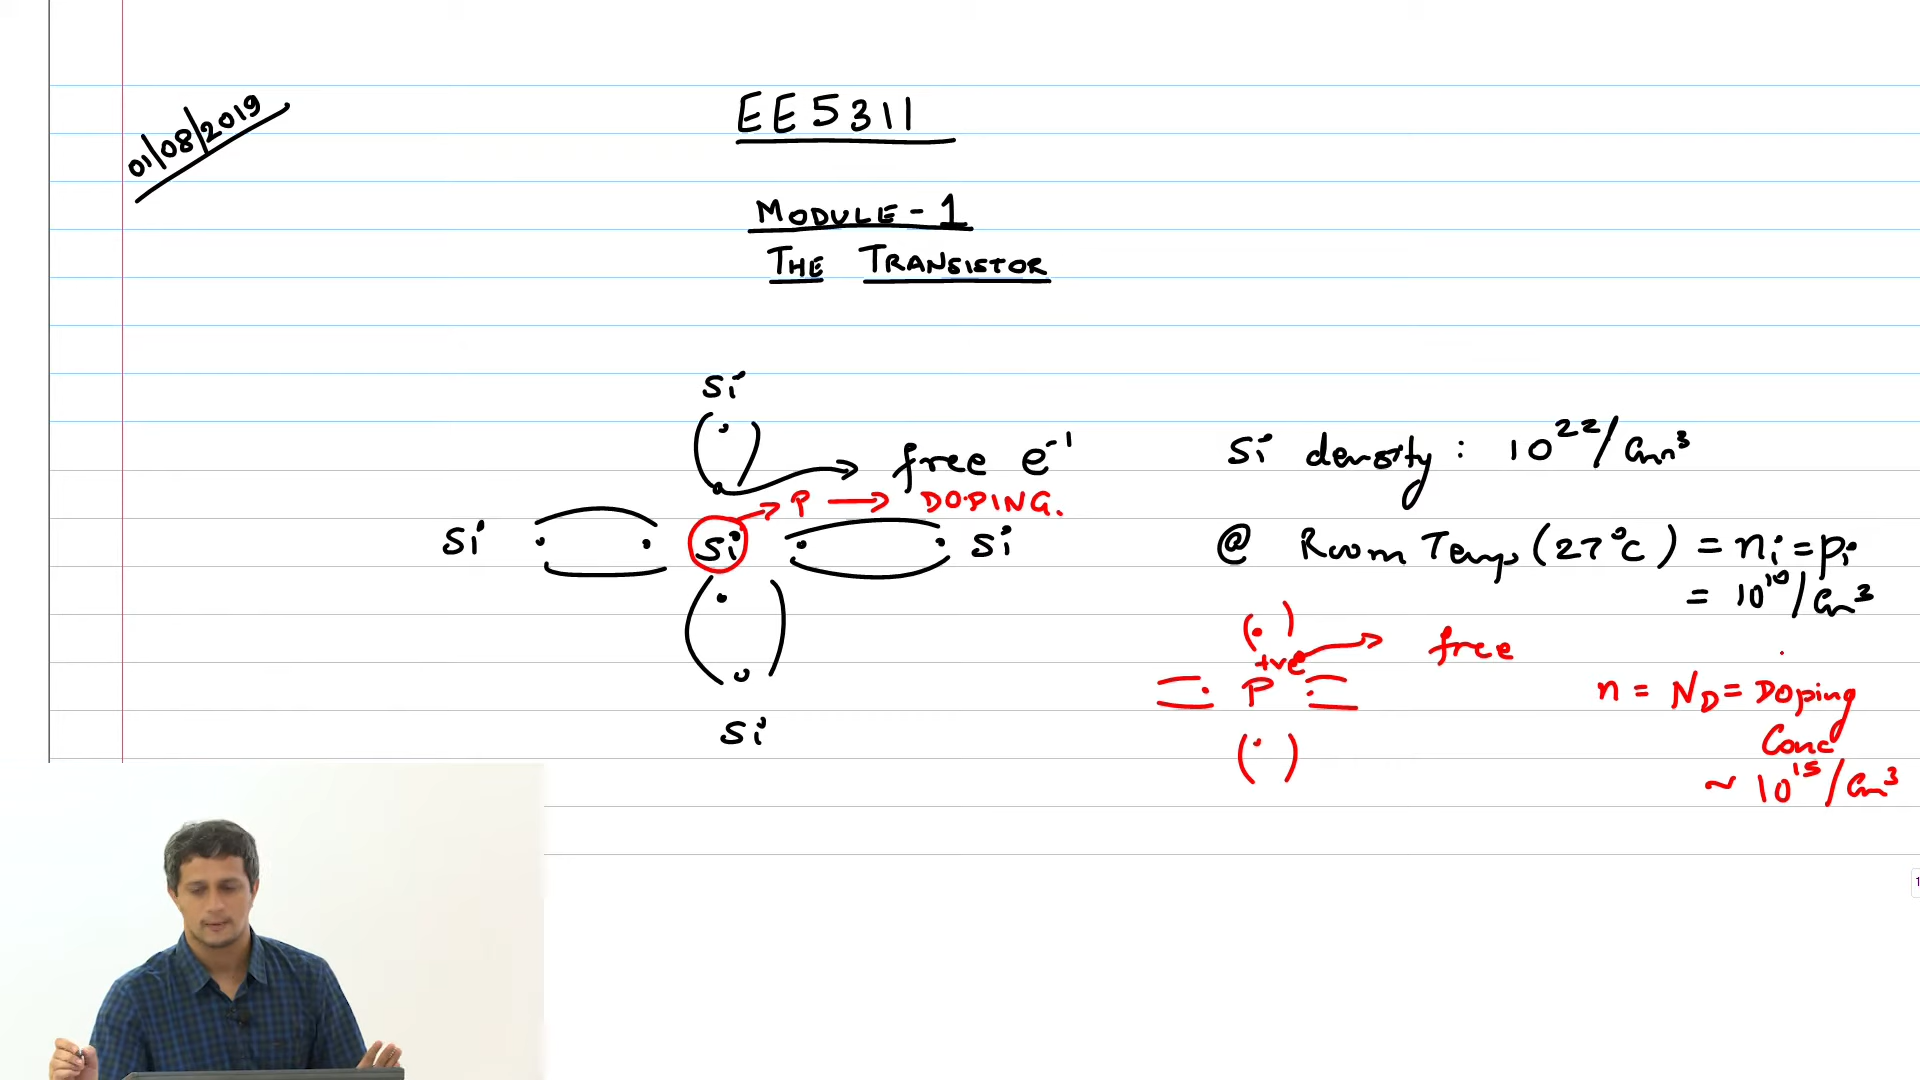 01/08/2019
EE5311
MODULE - 1
THE TRANSISTOR
Si
free e⁻¹
P → DOPING.
Si Si Si
Si
Si density : 10²²/cm³
@ Room Temp (27°C) = nᵢ = pᵢ
= 10¹⁰/cm³
+ve
free
P
n = N_D = Doping
Conc
~ 10¹⁵/cm³
1